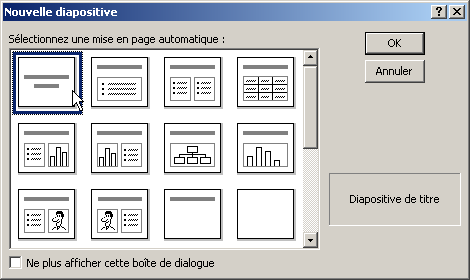 Nouvelle diapositive
Sélectionnez une mise en page automatique :
OK
Annuler
Diapositive de titre
Ne plus afficher cette boîte de dialogue